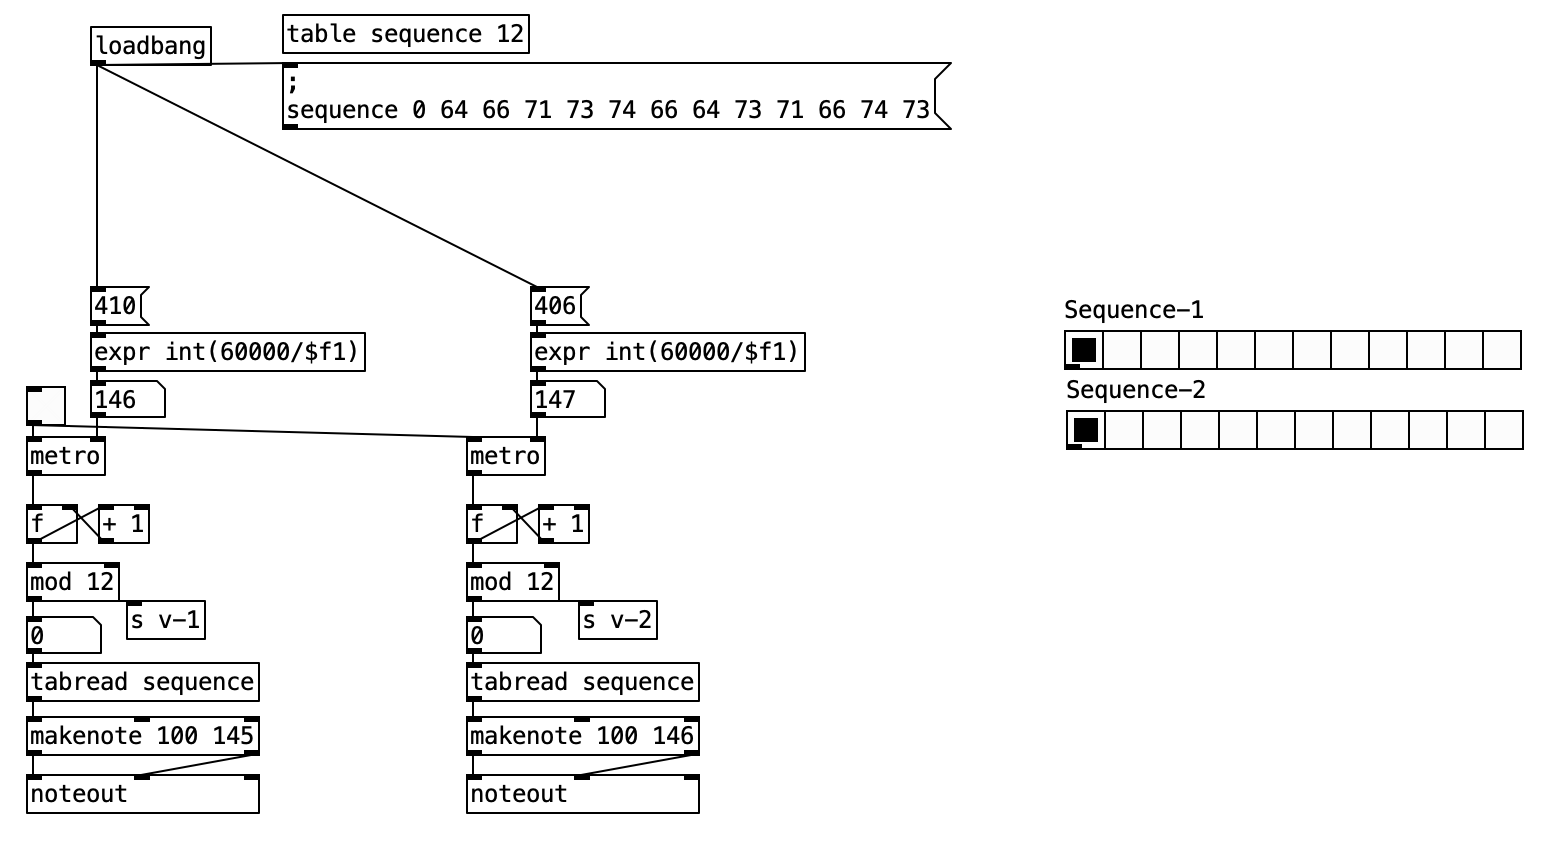 loadbang
table sequence 12
;
sequence 0 64 66 71 73 74 66 64 73 71 66 74 73
410
expr int(60000/$f1)
146
metro
f
+ 1
mod 12
s v-1
0
tabread sequence
makenote 100 145
noteout
406
expr int(60000/$f1)
147
metro
f
+ 1
mod 12
s v-2
0
tabread sequence
makenote 100 146
noteout
Sequence-1
Sequence-2